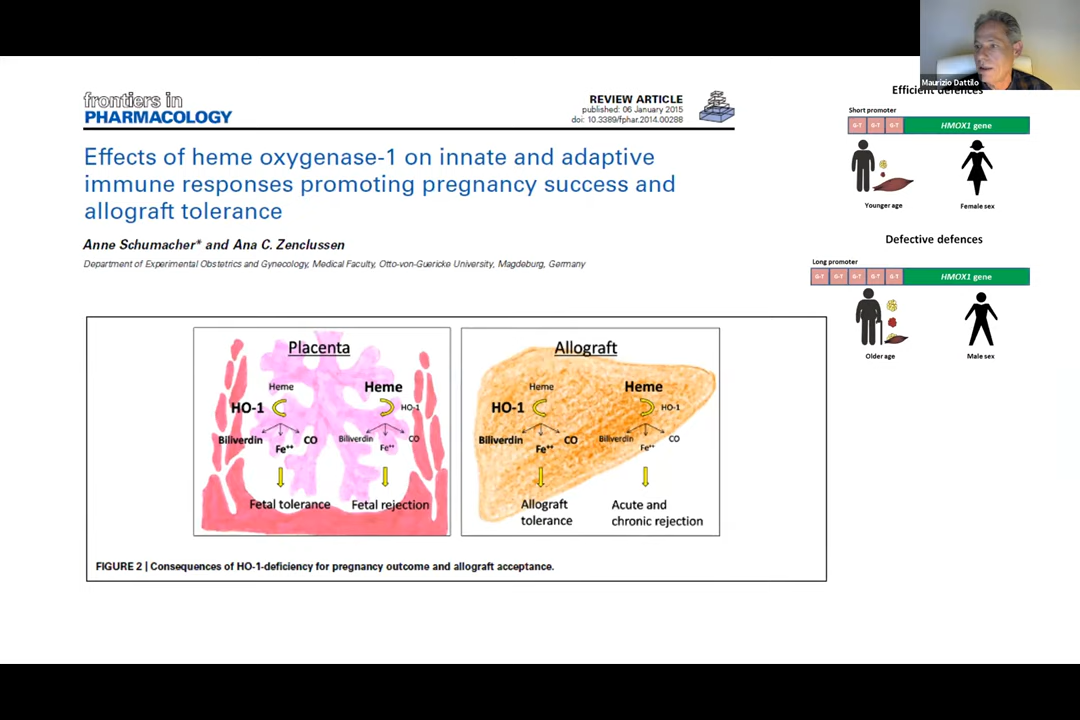 Maurizio Dattilo
frontiers in
PHARMACOLOGY
REVIEW ARTICLE
published: 06 January 2015
doi: 10.3389/fphar.2014.00288
Effects of heme oxygenase-1 on innate and adaptive
immune responses promoting pregnancy success and
allograft tolerance
Anne Schumacher* and Ana C. Zenclussen
Department of Experimental Obstetrics and Gynecology, Medical Faculty, Otto-von-Guericke University, Magdeburg, Germany
Placenta
Heme
HO-1
Biliverdin
Fe++
CO
Fetal tolerance
Heme
HO-1
Biliverdin
Fe++
CO
Fetal rejection
Allograft
Heme
HO-1
Biliverdin
Fe++
CO
Allograft
tolerance
Heme
HO-1
Biliverdin
Fe++
CO
Acute and
chronic rejection
FIGURE 2 | Consequences of HO-1-deficiency for pregnancy outcome and allograft acceptance.
Efficient defences
Short promoter
G-T G-T G-T HMOX1 gene
Younger age
Female sex
Defective defences
Long promoter
G-T G-T G-T G-T G-T HMOX1 gene
Older age
Male sex